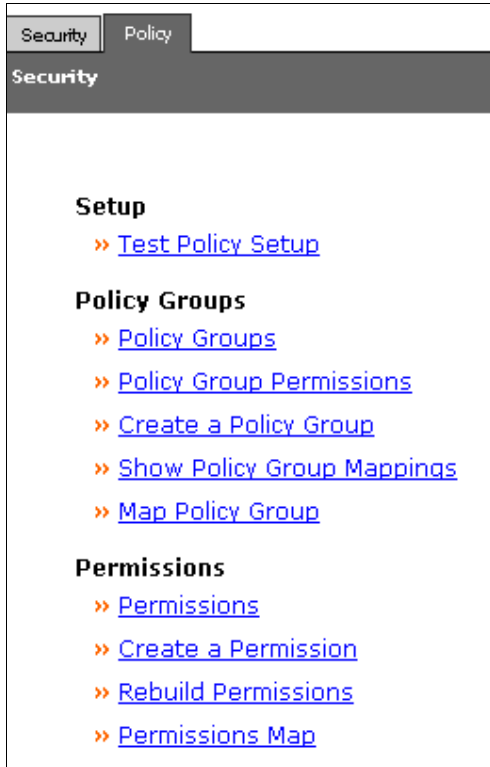 Security Policy
Security
Setup
» Test Policy Setup
Policy Groups
» Policy Groups
» Policy Group Permissions
» Create a Policy Group
» Show Policy Group Mappings
» Map Policy Group
Permissions
» Permissions
» Create a Permission
» Rebuild Permissions
» Permissions Map